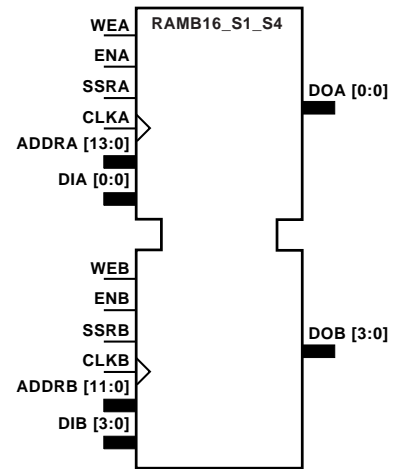 RAMB16_S1_S4
WEA
ENA
SSRA
CLKA
ADDRA [13:0]
DIA [0:0]
DOA [0:0]
WEB
ENB
SSRB
CLKB
ADDRB [11:0]
DIB [3:0]
DOB [3:0]